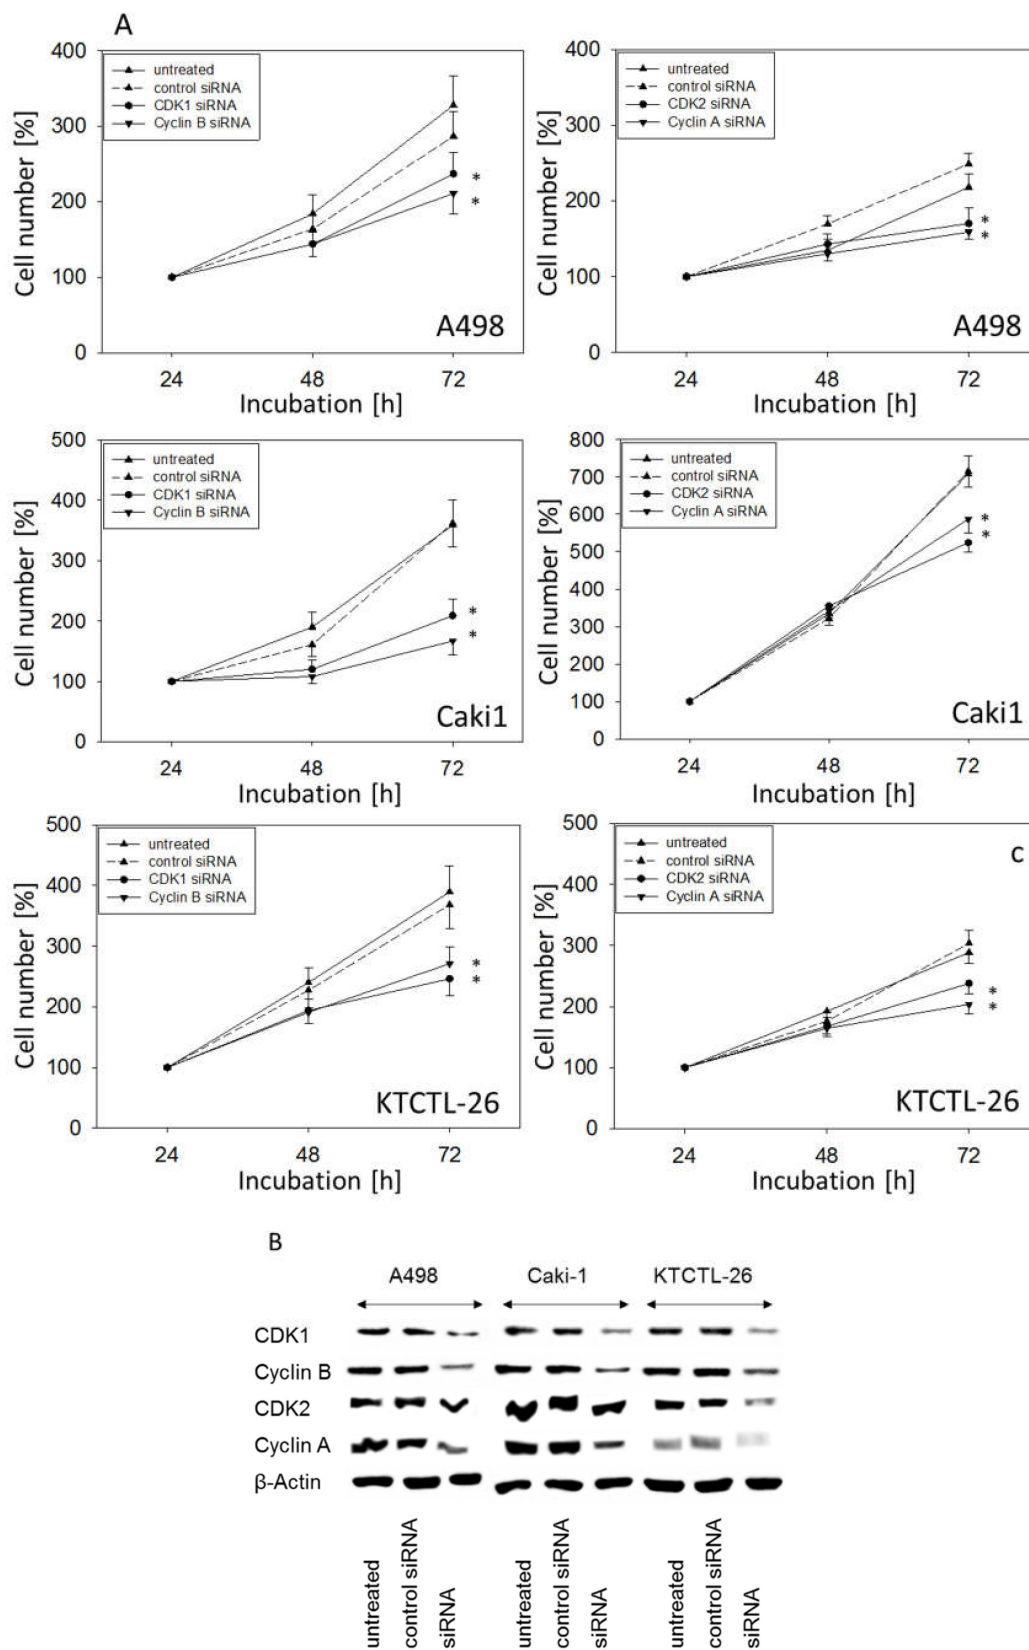 A
Cell number [%]
400
300
200
100
0
untreated
control siRNA
CDK1 siRNA
Cyclin B siRNA
*
*
A498
24 48 72
Incubation [h]
Cell number [%]
400
300
200
100
0
untreated
control siRNA
CDK2 siRNA
Cyclin A siRNA
*
*
A498
24 48 72
Incubation [h]
Cell number [%]
500
400
300
200
100
0
untreated
control siRNA
CDK1 siRNA
Cyclin B siRNA
*
*
Caki1
24 48 72
Incubation [h]
Cell number [%]
800
700
600
500
400
300
200
100
0
untreated
control siRNA
CDK2 siRNA
Cyclin A siRNA
*
*
Caki1
24 48 72
Incubation [h]
Cell number [%]
500
400
300
200
100
0
untreated
control siRNA
CDK1 siRNA
Cyclin B siRNA
*
*
KTCTL-26
24 48 72
Incubation [h]
Cell number [%]
500
400
300
200
100
0
untreated
control siRNA
CDK2 siRNA
Cyclin A siRNA
c
*
*
KTCTL-26
24 48 72
Incubation [h]
B
A498 Caki-1 KTCTL-26
CDK1
Cyclin B
CDK2
Cyclin A
β-Actin
untreated
control siRNA
siRNA
untreated
control siRNA
siRNA
untreated
control siRNA
siRNA